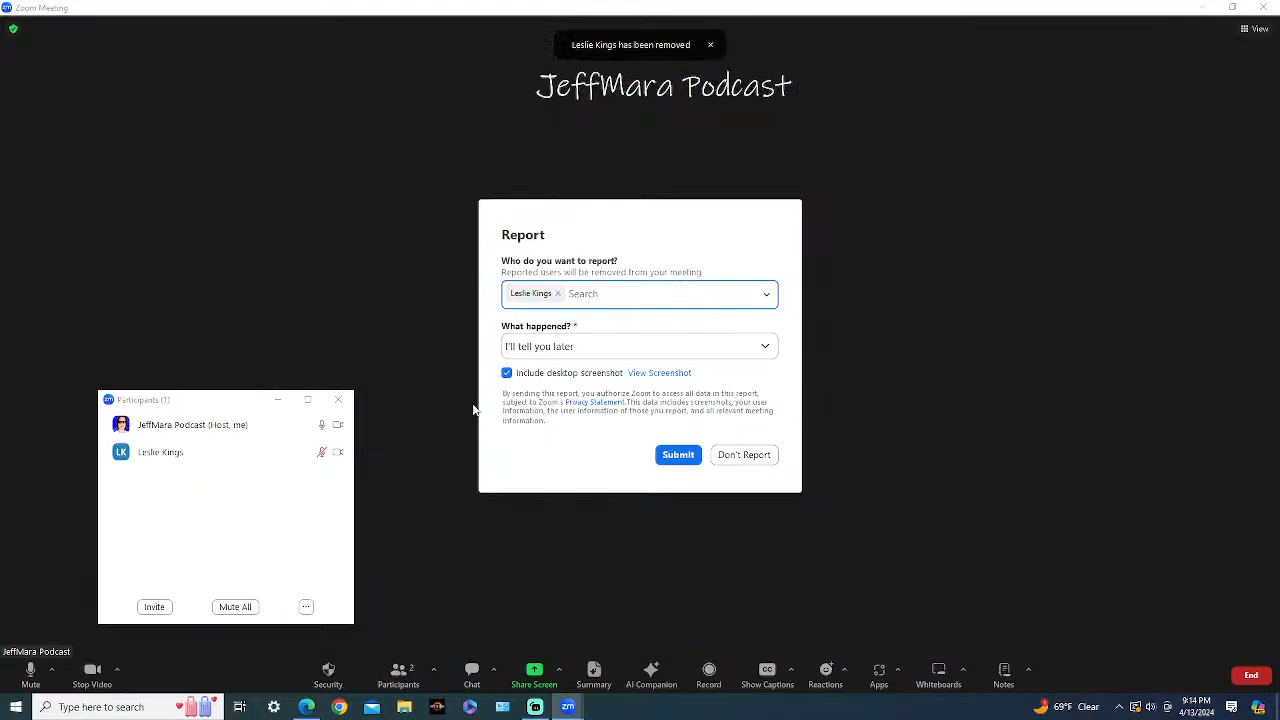 zm Zoom Meeting
Leslie Kings has been removed
View
JeffMara Podcast
Report
Who do you want to report?
Reported users will be removed from your meeting
Leslie Kings Search
What happened? *
I'll tell you later
Include desktop screenshot View Screenshot
By sending this report, you authorize Zoom to access all data in this report,
subject to Zoom's Privacy Statement.This data includes screenshots, your user
information, the user information of those you report, and all relevant meeting
information.
Submit Don't Report
zm Participants (1)
JeffMara Podcast (Host, me)
LK Leslie Kings
Invite Mute All ...
JeffMara Podcast
2
CC
Mute Stop Video Security Participants Chat Share Screen Summary AI Companion Record Show Captions Reactions Apps Whiteboards Notes End
Type here to search
zm
69°F Clear
9:14 PM
4/13/2024